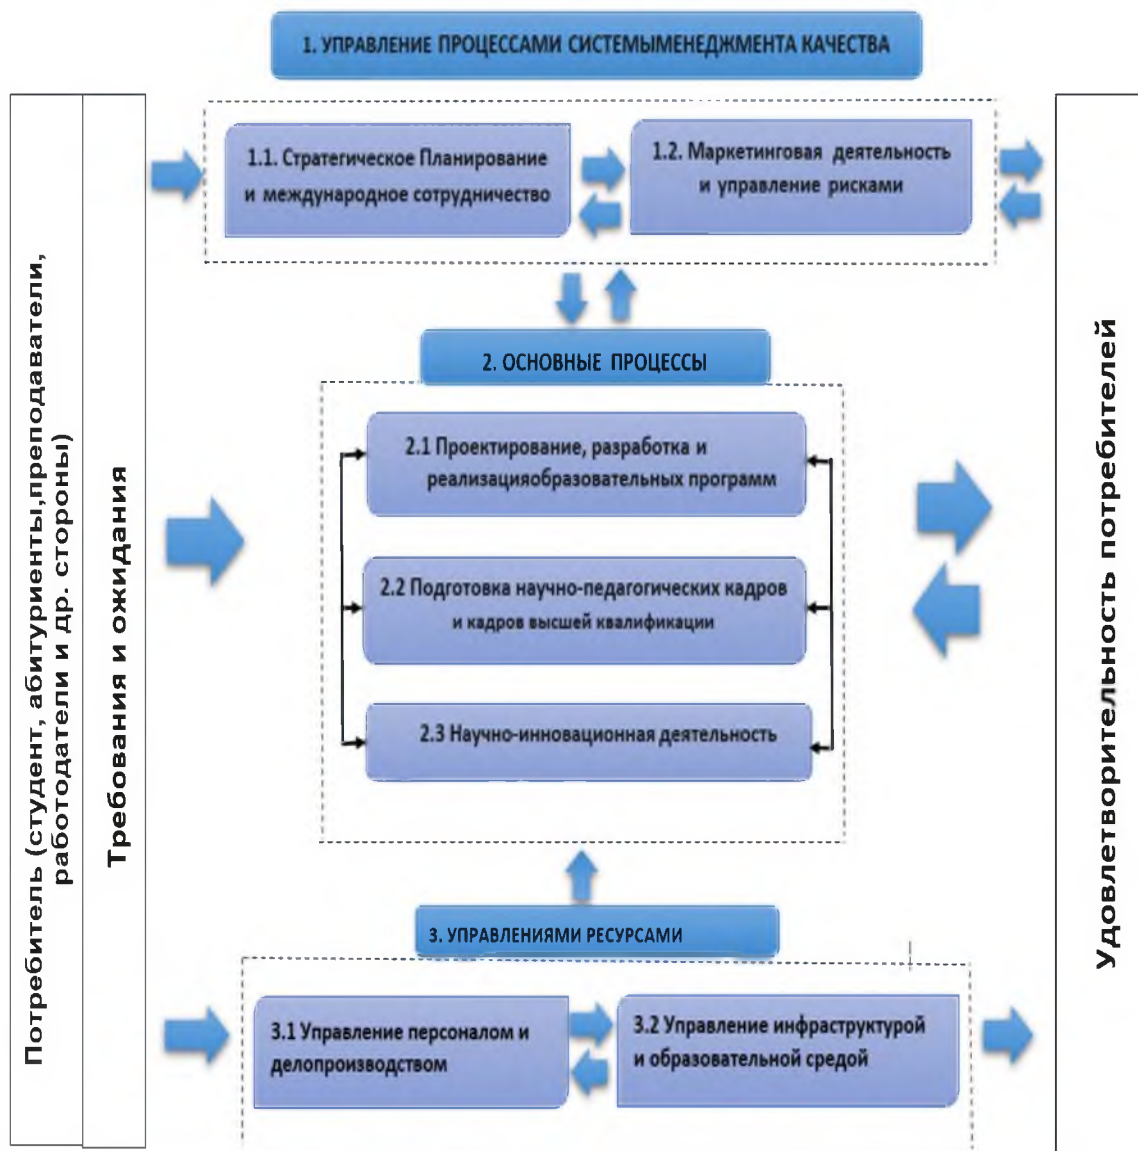 1. УПРАВЛЕНИЕ ПРОЦЕССАМИ СИСТЕМЫМЕНЕДЖМЕНТА КАЧЕСТВА
Потребитель (студент, абитуриенты,преподаватели,
работодатели и др. стороны)
Требования и ожидания
1.1. Стратегическое Планирование
и международное сотрудничество
1.2. Маркетинговая деятельность
и управление рисками
2. ОСНОВНЫЕ ПРОЦЕССЫ
2.1 Проектирование, разработка и
реализацияобразовательных программ
2.2 Подготовка научно-педагогических кадров
и кадров высшей квалификации
2.3 Научно-инновационная деятельность
3. УПРАВЛЕНИЯМИ РЕСУРСАМИ
3.1 Управление персоналом и
делопроизводством
3.2 Управление инфраструктурой
и образовательной средой
Удовлетворительность потребителей